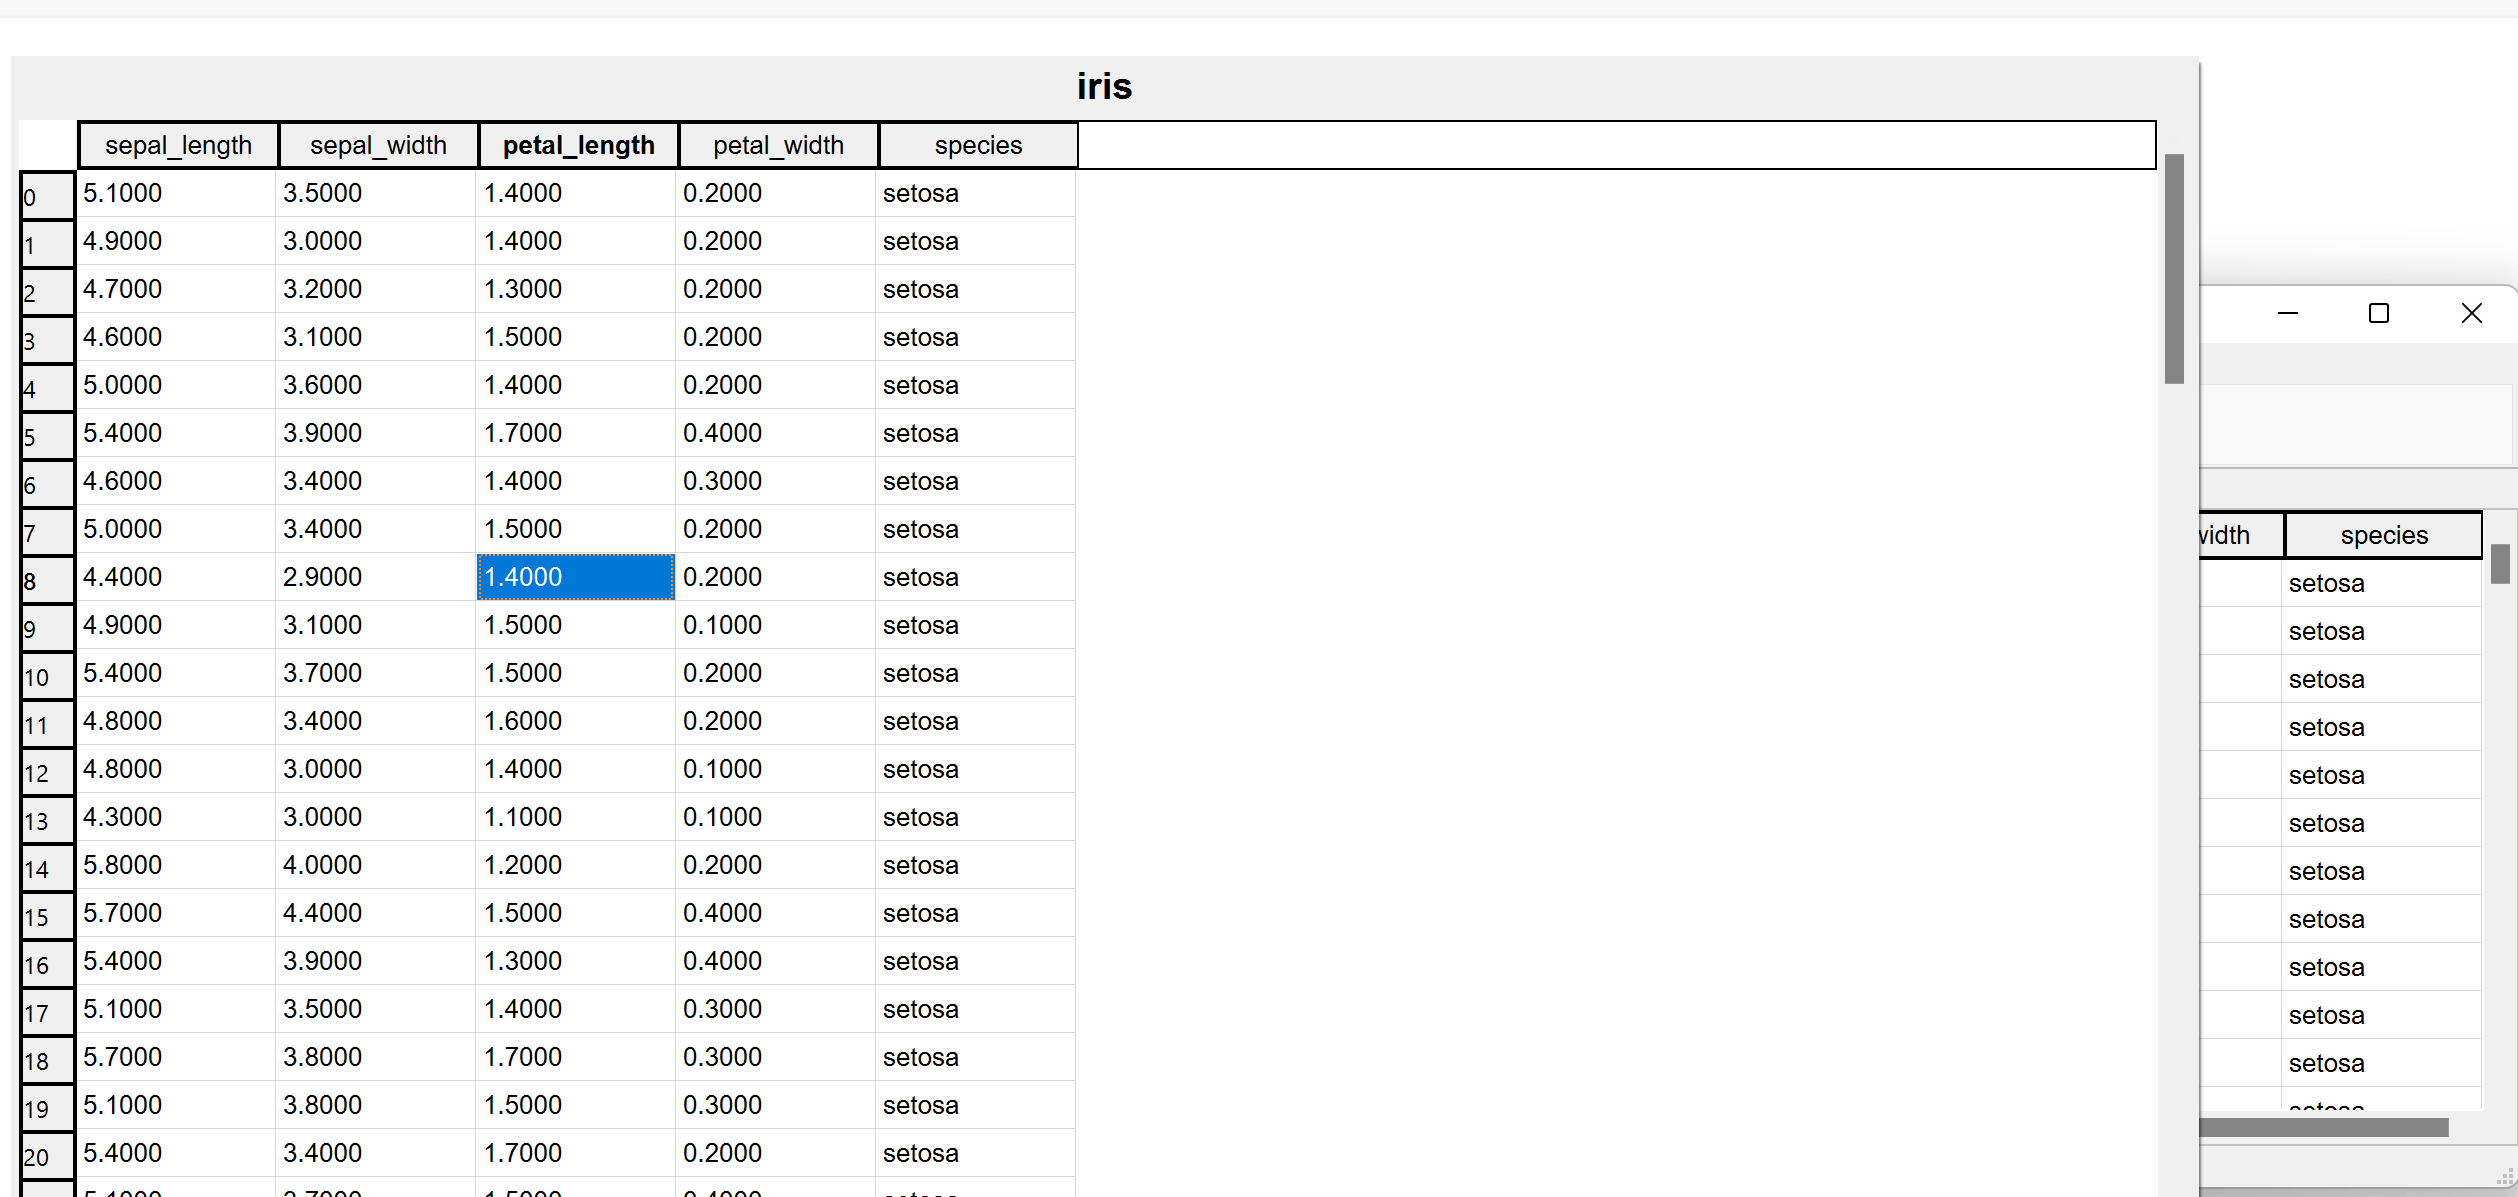 iris
sepal_length sepal_width petal_length petal_width species
0 5.1000 3.5000 1.4000 0.2000 setosa
1 4.9000 3.0000 1.4000 0.2000 setosa
2 4.7000 3.2000 1.3000 0.2000 setosa
3 4.6000 3.1000 1.5000 0.2000 setosa
4 5.0000 3.6000 1.4000 0.2000 setosa
5 5.4000 3.9000 1.7000 0.4000 setosa
6 4.6000 3.4000 1.4000 0.3000 setosa
7 5.0000 3.4000 1.5000 0.2000 setosa
8 4.4000 2.9000 1.4000 0.2000 setosa
9 4.9000 3.1000 1.5000 0.1000 setosa
10 5.4000 3.7000 1.5000 0.2000 setosa
11 4.8000 3.4000 1.6000 0.2000 setosa
12 4.8000 3.0000 1.4000 0.1000 setosa
13 4.3000 3.0000 1.1000 0.1000 setosa
14 5.8000 4.0000 1.2000 0.2000 setosa
15 5.7000 4.4000 1.5000 0.4000 setosa
16 5.4000 3.9000 1.3000 0.4000 setosa
17 5.1000 3.5000 1.4000 0.3000 setosa
18 5.7000 3.8000 1.7000 0.3000 setosa
19 5.1000 3.8000 1.5000 0.3000 setosa
20 5.4000 3.4000 1.7000 0.2000 setosa
species
setosa
setosa
setosa
setosa
setosa
setosa
setosa
setosa
setosa
setosa
setosa